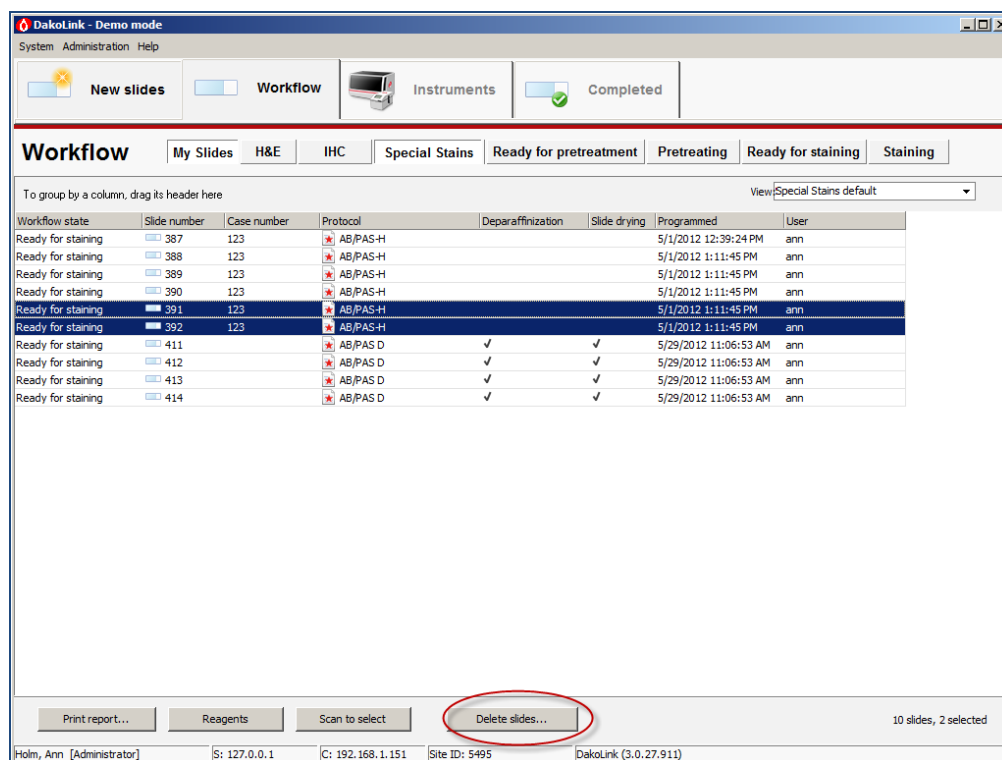 DakoLink - Demo mode
System Administration Help
New slides Workflow Instruments Completed
Workflow My Slides H&E IHC Special Stains Ready for pretreatment Pretreating Ready for staining Staining
To group by a column, drag its header here View: Special Stains default
Workflow state Slide number Case number Protocol Deparaffinization Slide drying Programmed User
Ready for staining 387 123 AB/PAS-H 5/1/2012 12:39:24 PM ann
Ready for staining 388 123 AB/PAS-H 5/1/2012 1:11:45 PM ann
Ready for staining 389 123 AB/PAS-H 5/1/2012 1:11:45 PM ann
Ready for staining 390 123 AB/PAS-H 5/1/2012 1:11:45 PM ann
Ready for staining 391 123 AB/PAS-H 5/1/2012 1:11:45 PM ann
Ready for staining 392 123 AB/PAS-H 5/1/2012 1:11:45 PM ann
Ready for staining 411 AB/PAS D ✓ ✓ 5/29/2012 11:06:53 AM ann
Ready for staining 412 AB/PAS D ✓ ✓ 5/29/2012 11:06:53 AM ann
Ready for staining 413 AB/PAS D ✓ ✓ 5/29/2012 11:06:53 AM ann
Ready for staining 414 AB/PAS D ✓ ✓ 5/29/2012 11:06:53 AM ann
Print report... Reagents Scan to select Delete slides... 10 slides, 2 selected
Holm, Ann [Administrator] S: 127.0.0.1 C: 192.168.1.151 Site ID: 5495 DakoLink (3.0.27.911)